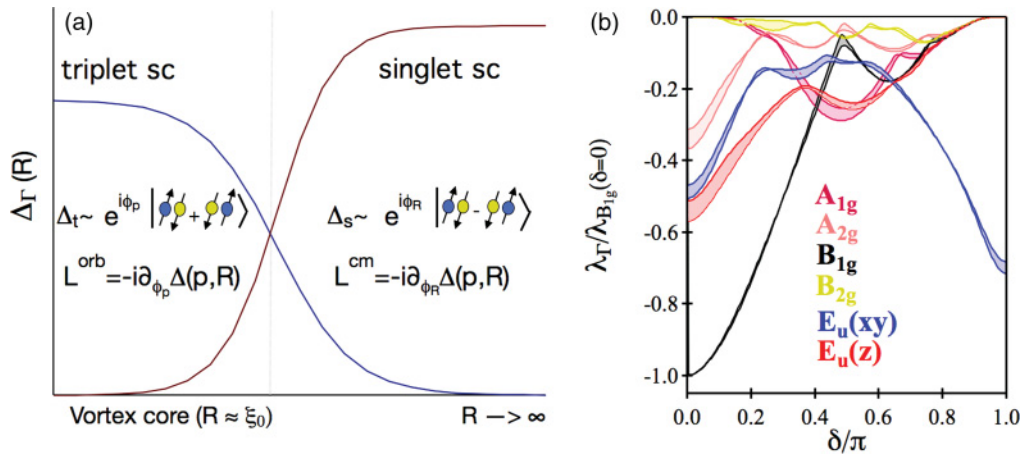 (a)
triplet sc
singlet sc
Δ_Γ (R)
Δ_t~ e^{iϕ_p} | + ⟩
Δ_s~ e^{iϕ_R} | - ⟩
L^{orb}=-i∂_{ϕ_p}Δ(p,R)
L^{cm}=-i∂_{ϕ_R}Δ(p,R)
Vortex core (R ≈ ξ₀)
R —> ∞
(b)
0.0
-0.2
-0.4
-0.6
-0.8
-1.0
λ_Γ/λ_{B_{1g}}(δ=0)
A_{1g}
A_{2g}
B_{1g}
B_{2g}
E_u(xy)
E_u(z)
0.0 0.2 0.4 0.6 0.8 1.0
δ/π